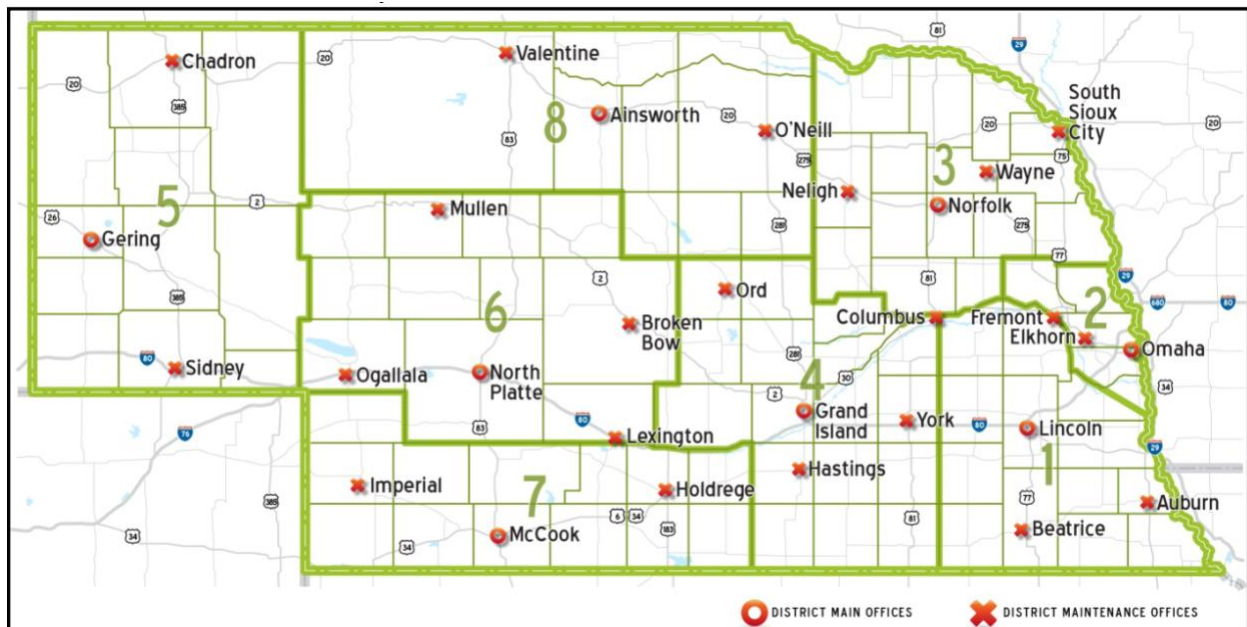 81
29
Chadron
Valentine
20
20
South
Sioux
City
385
8
Ainsworth
20
O'Neill
20
20
83
275
3
75
Wayne
5
2
Neligh
Mullen
Norfolk
26
Gering
281
275
77
385
2
81
29
680
80
Ord
6
2
Broken
Bow
Columbus
Fremont
Elkhorn
Omaha
281
80
Sidney
Ogallala
North
Platte
4
30
2
34
Grand
Island
York
80
Lincoln
76
83
80
Lexington
29
Hastings
1
Imperial
7
Holdrege
77
Auburn
385
6
34
183
81
Beatrice
34
34
McCook
DISTRICT MAIN OFFICES
DISTRICT MAINTENANCE OFFICES